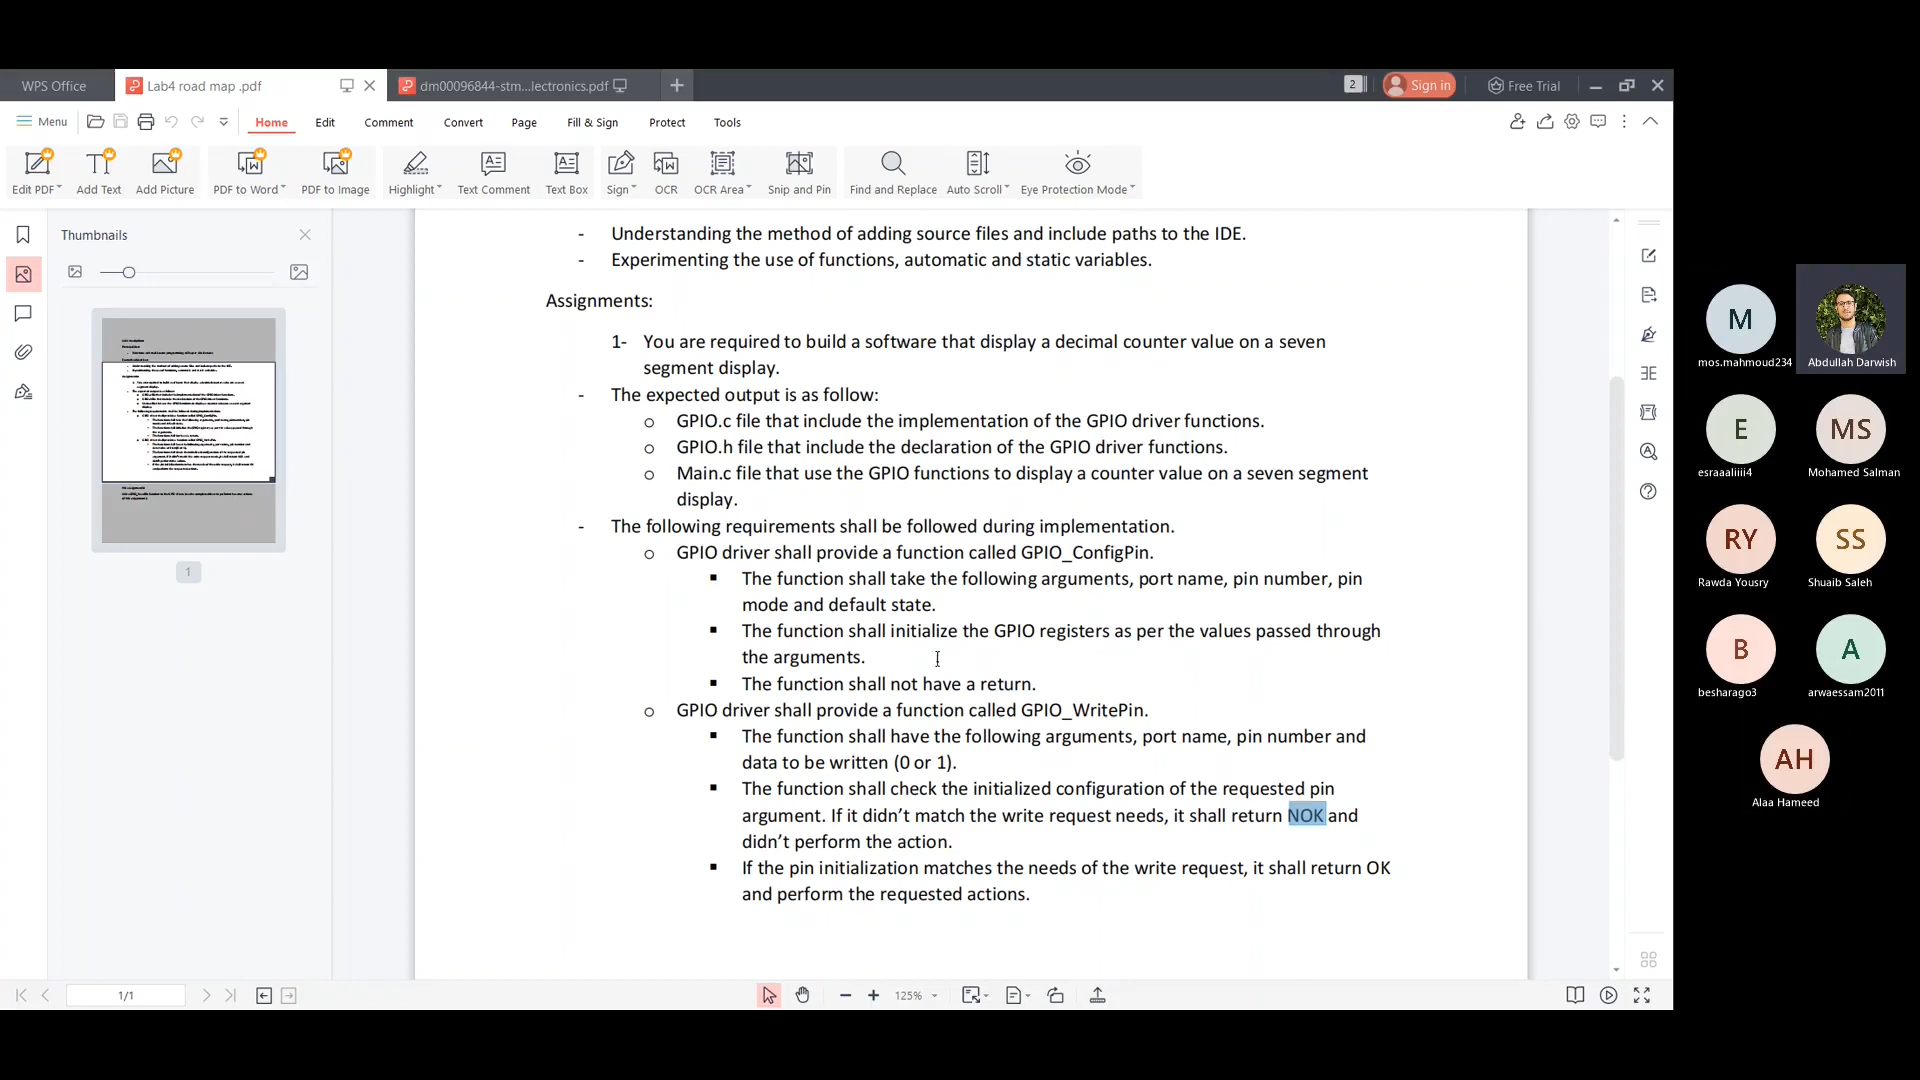 WPS Office
Lab4 road map .pdf
dm00096844-stm...lectronics.pdf
2
Sign in
Free Trial
Menu
Home
Edit
Comment
Convert
Page
Fill & Sign
Protect
Tools
Edit PDF
Add Text
Add Picture
PDF to Word
PDF to Image
Highlight
Text Comment
Text Box
Sign
OCR
OCR Area
Snip and Pin
Find and Replace
Auto Scroll
Eye Protection Mode
Thumbnails
1
- Understanding the method of adding source files and include paths to the IDE.
- Experimenting the use of functions, automatic and static variables.
Assignments:
1- You are required to build a software that display a decimal counter value on a seven
segment display.
- The expected output is as follow:
o GPIO.c file that include the implementation of the GPIO driver functions.
o GPIO.h file that include the declaration of the GPIO driver functions.
o Main.c file that use the GPIO functions to display a counter value on a seven segment
display.
- The following requirements shall be followed during implementation.
o GPIO driver shall provide a function called GPIO_ConfigPin.
▪ The function shall take the following arguments, port name, pin number, pin
mode and default state.
▪ The function shall initialize the GPIO registers as per the values passed through
the arguments.
▪ The function shall not have a return.
o GPIO driver shall provide a function called GPIO_WritePin.
▪ The function shall have the following arguments, port name, pin number and
data to be written (0 or 1).
▪ The function shall check the initialized configuration of the requested pin
argument. If it didn’t match the write request needs, it shall return NOK and
didn’t perform the action.
▪ If the pin initialization matches the needs of the write request, it shall return OK
and perform the requested actions.
1/1
125%
M
mos.mahmoud234
Abdullah Darwish
E
esraaaliiii4
MS
Mohamed Salman
RY
Rawda Yousry
SS
Shuaib Saleh
B
besharago3
A
arwaessam2011
AH
Alaa Hameed